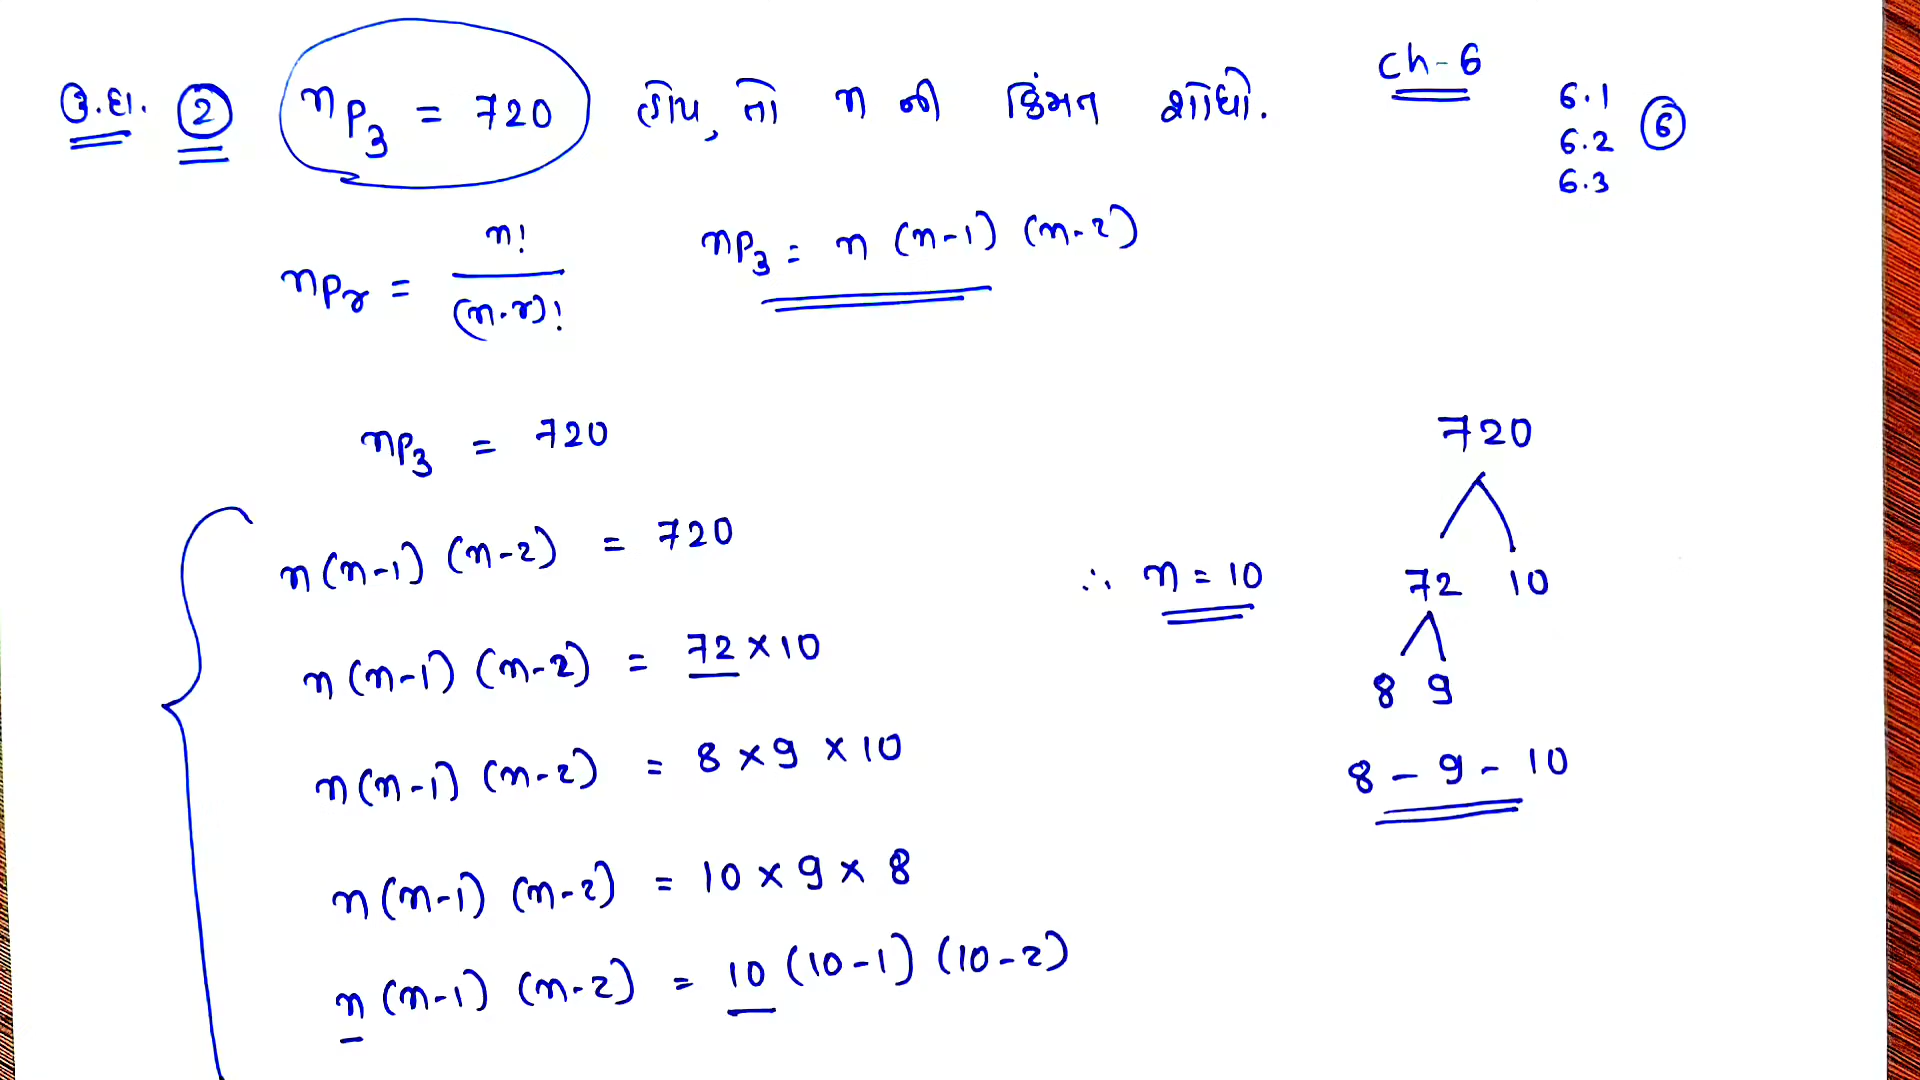 ઉ.દા. ② nP₃ = 720 હોય, તો n ની કિંમત શોધો.
Ch-6
6.1
6.2 ⑥
6.3
nPr = n! / (n-r)!
nP₃ = n (n-1) (n-2)
nP₃ = 720
n(n-1) (n-2) = 720
n(n-1) (n-2) = 72 × 10
n(n-1) (n-2) = 8 × 9 × 10
n(n-1) (n-2) = 10 × 9 × 8
n(n-1) (n-2) = 10 (10-1) (10-2)
∴ n = 10
720
72 10
8 9
8 - 9 - 10